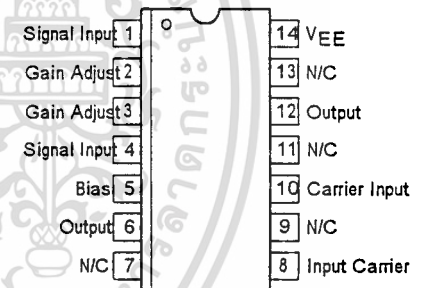 Signal Input 1
Gain Adjust 2
Gain Adjust 3
Signal Input 4
Bias 5
Output 6
N/C 7
14 VEE
13 N/C
12 Output
11 N/C
10 Carrier Input
9 N/C
8 Input Carrier